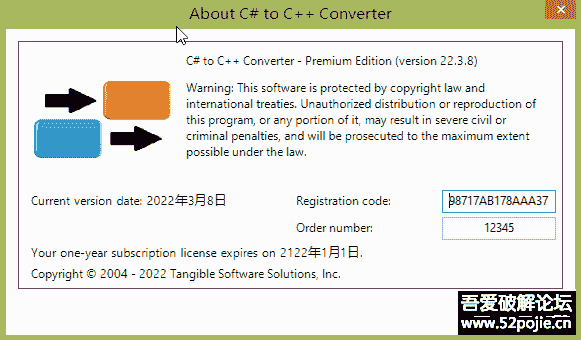 About C# to C++ Converter
C# to C++ Converter - Premium Edition (version 22.3.8)
Warning: This software is protected by copyright law and
international treaties. Unauthorized distribution or reproduction of
this program, or any portion of it, may result in severe civil or
criminal penalties, and will be prosecuted to the maximum extent
possible under the law.
Current version date: 2022年3月8日
Registration code: 98717AB178AAA37
Order number: 12345
Your one-year subscription license expires on 2122年1月1日.
Copyright © 2004 - 2022 Tangible Software Solutions, Inc.
吾爱破解论坛
www.52pojie.cn